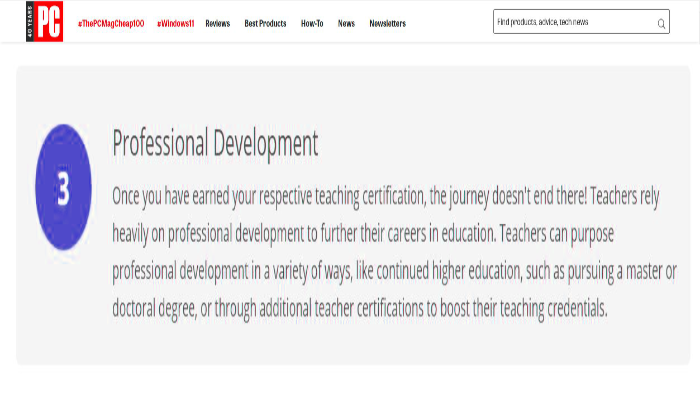 40 YEARS PC #ThePCMagCheap100 #Windows11 Reviews Best Products How-To News Newsletters Find products, advice, tech news
3
Professional Development
Once you have earned your respective teaching certification, the journey doesn't end there! Teachers rely
heavily on professional development to further their careers in education. Teachers can purpose
professional development in a variety of ways, like continued higher education, such as pursuing a master or
doctoral degree, or through additional teacher certifications to boost their teaching credentials.